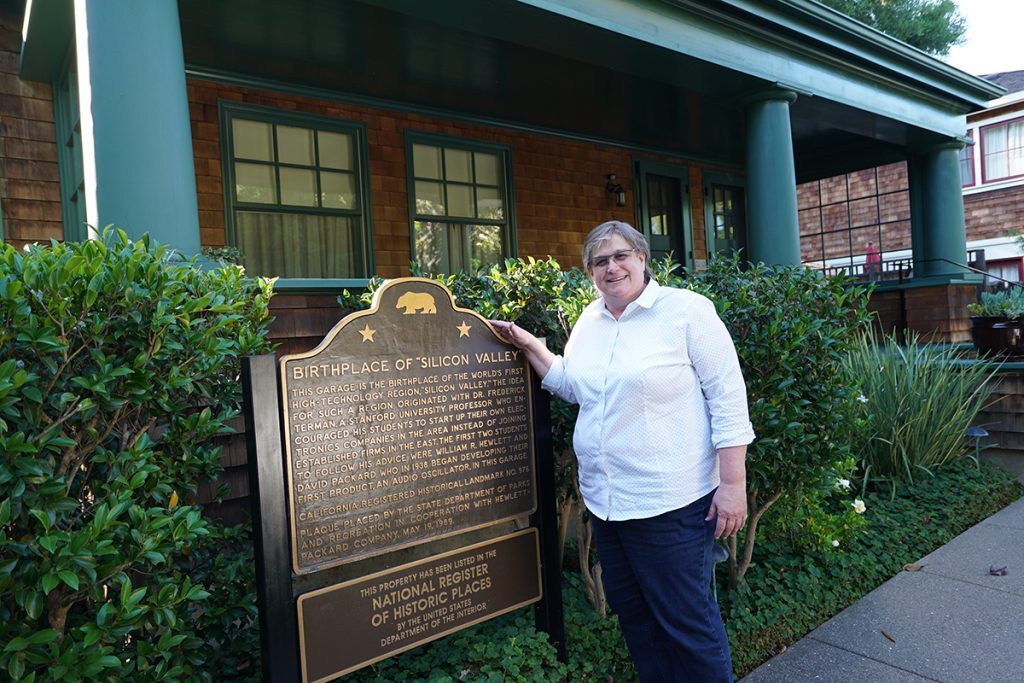 BIRTHPLACE OF "SILICON VALLEY"
THIS GARAGE IS THE BIRTHPLACE OF THE WORLD'S FIRST
HIGH-TECHNOLOGY REGION, "SILICON VALLEY." THE IDEA
FOR SUCH A REGION ORIGINATED WITH DR. FREDERICK
TERMAN, A STANFORD UNIVERSITY PROFESSOR WHO EN-
COURAGED HIS STUDENTS TO START UP THEIR OWN ELEC-
TRONICS COMPANIES IN THE AREA INSTEAD OF JOINING
ESTABLISHED FIRMS IN THE EAST. THE FIRST TWO STUDENTS
TO FOLLOW HIS ADVICE WERE WILLIAM R. HEWLETT AND
DAVID PACKARD, WHO IN 1938 BEGAN DEVELOPING THEIR
FIRST PRODUCT, AN AUDIO OSCILLATOR, IN THIS GARAGE.
CALIFORNIA REGISTERED HISTORICAL LANDMARK NO. 976
PLAQUE PLACED BY THE STATE DEPARTMENT OF PARKS
AND RECREATION IN COOPERATION WITH HEWLETT-
PACKARD COMPANY, MAY 19, 1989.
THIS PROPERTY HAS BEEN LISTED IN THE
NATIONAL REGISTER
OF HISTORIC PLACES
BY THE UNITED STATES
DEPARTMENT OF THE INTERIOR